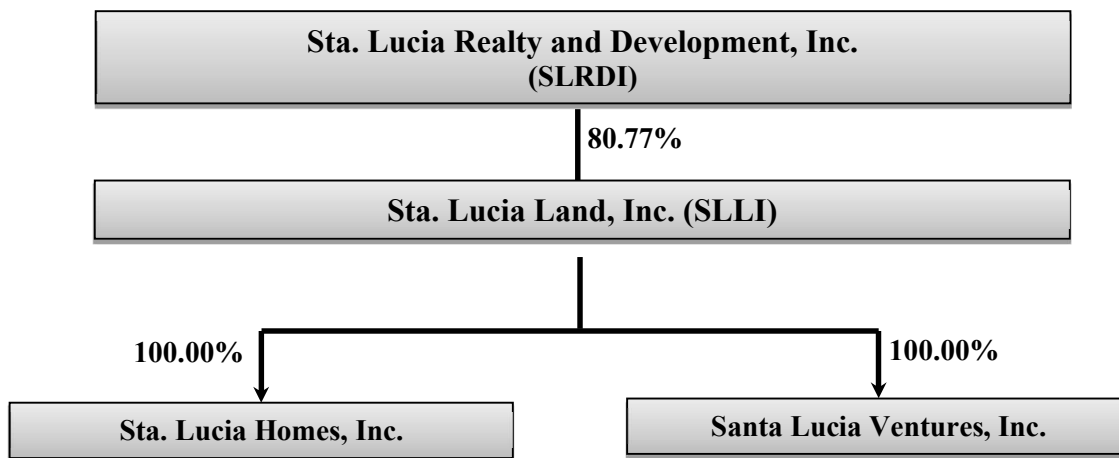 Sta. Lucia Realty and Development, Inc.
(SLRDI)
80.77%
Sta. Lucia Land, Inc. (SLLI)
100.00%
100.00%
Sta. Lucia Homes, Inc.
Santa Lucia Ventures, Inc.